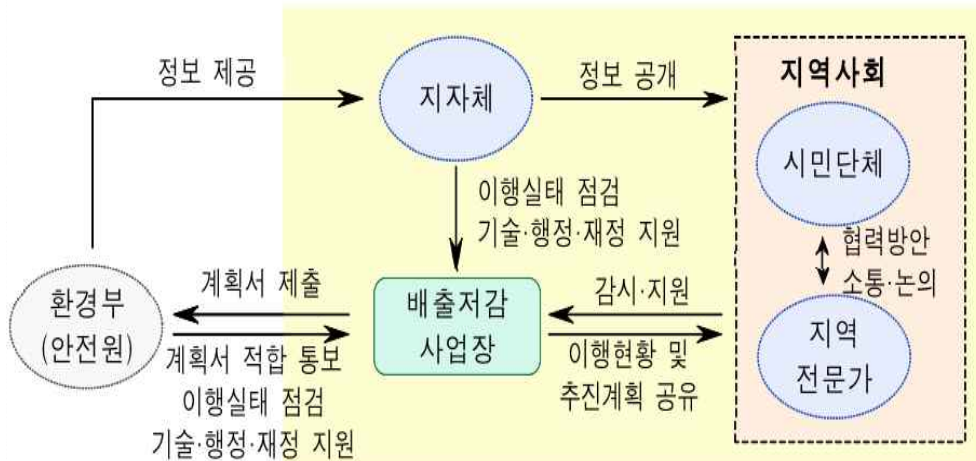 정보 제공
지자체
정보 공개
지역사회
시민단체
이행실태 점검
기술·행정·재정 지원
협력방안
소통·논의
환경부
(안전원)
계획서 제출
계획서 적합 통보
이행실태 점검
기술·행정·재정 지원
배출저감
사업장
감시·지원
이행현황 및
추진계획 공유
지역
전문가